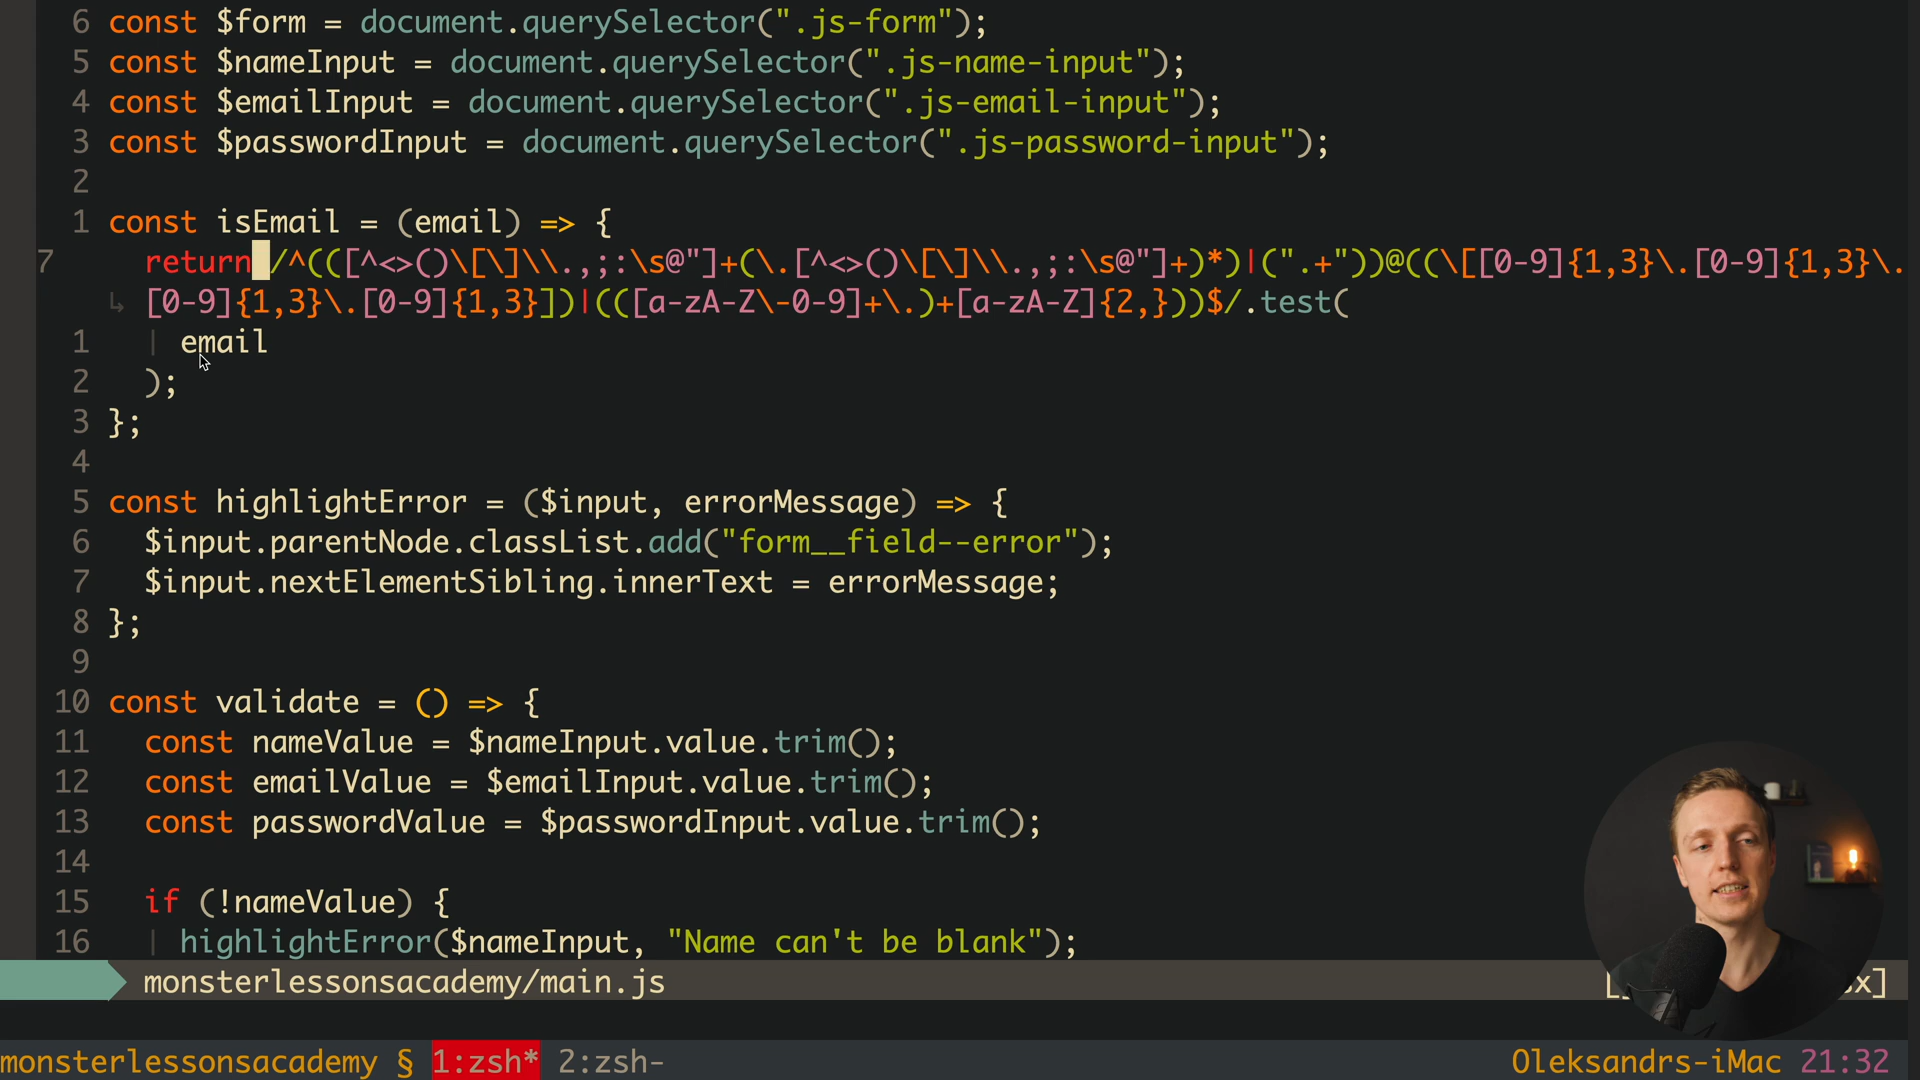 6 const $form = document.querySelector(".js-form");
5 const $nameInput = document.querySelector(".js-name-input");
4 const $emailInput = document.querySelector(".js-email-input");
3 const $passwordInput = document.querySelector(".js-password-input");
2
1 const isEmail = (email) => {
7 return /^(([^<>()\[\]\\.,;:\s@"]+(\.[^<>()\[\]\\.,;:\s@"]+)*)|(".+"))@((\[[0-9]{1,3}\.[0-9]{1,3}\.
↳ [0-9]{1,3}\.[0-9]{1,3}])|(([a-zA-Z\-0-9]+\.)+[a-zA-Z]{2,}))$/.test(
1 | email
2 );
3 };
4
5 const highlightError = ($input, errorMessage) => {
6 $input.parentNode.classList.add("form__field--error");
7 $input.nextElementSibling.innerText = errorMessage;
8 };
9
10 const validate = () => {
11 const nameValue = $nameInput.value.trim();
12 const emailValue = $emailInput.value.trim();
13 const passwordValue = $passwordInput.value.trim();
14
15 if (!nameValue) {
16 | highlightError($nameInput, "Name can't be blank");
monsterlessonsacademy/main.js
monsterlessonsacademy § 1:zsh* 2:zsh- Oleksandrs-iMac 21:32